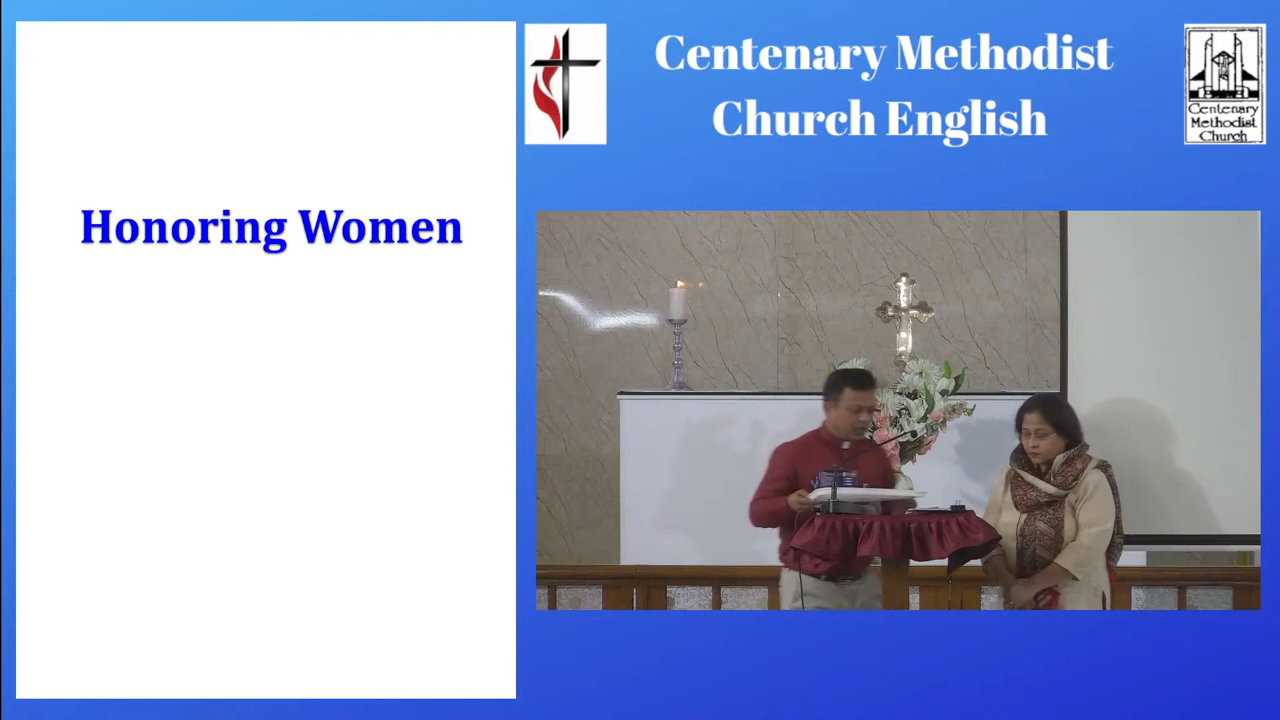 Honoring Women
Centenary Methodist
Church English
Centenary
Methodist
Church